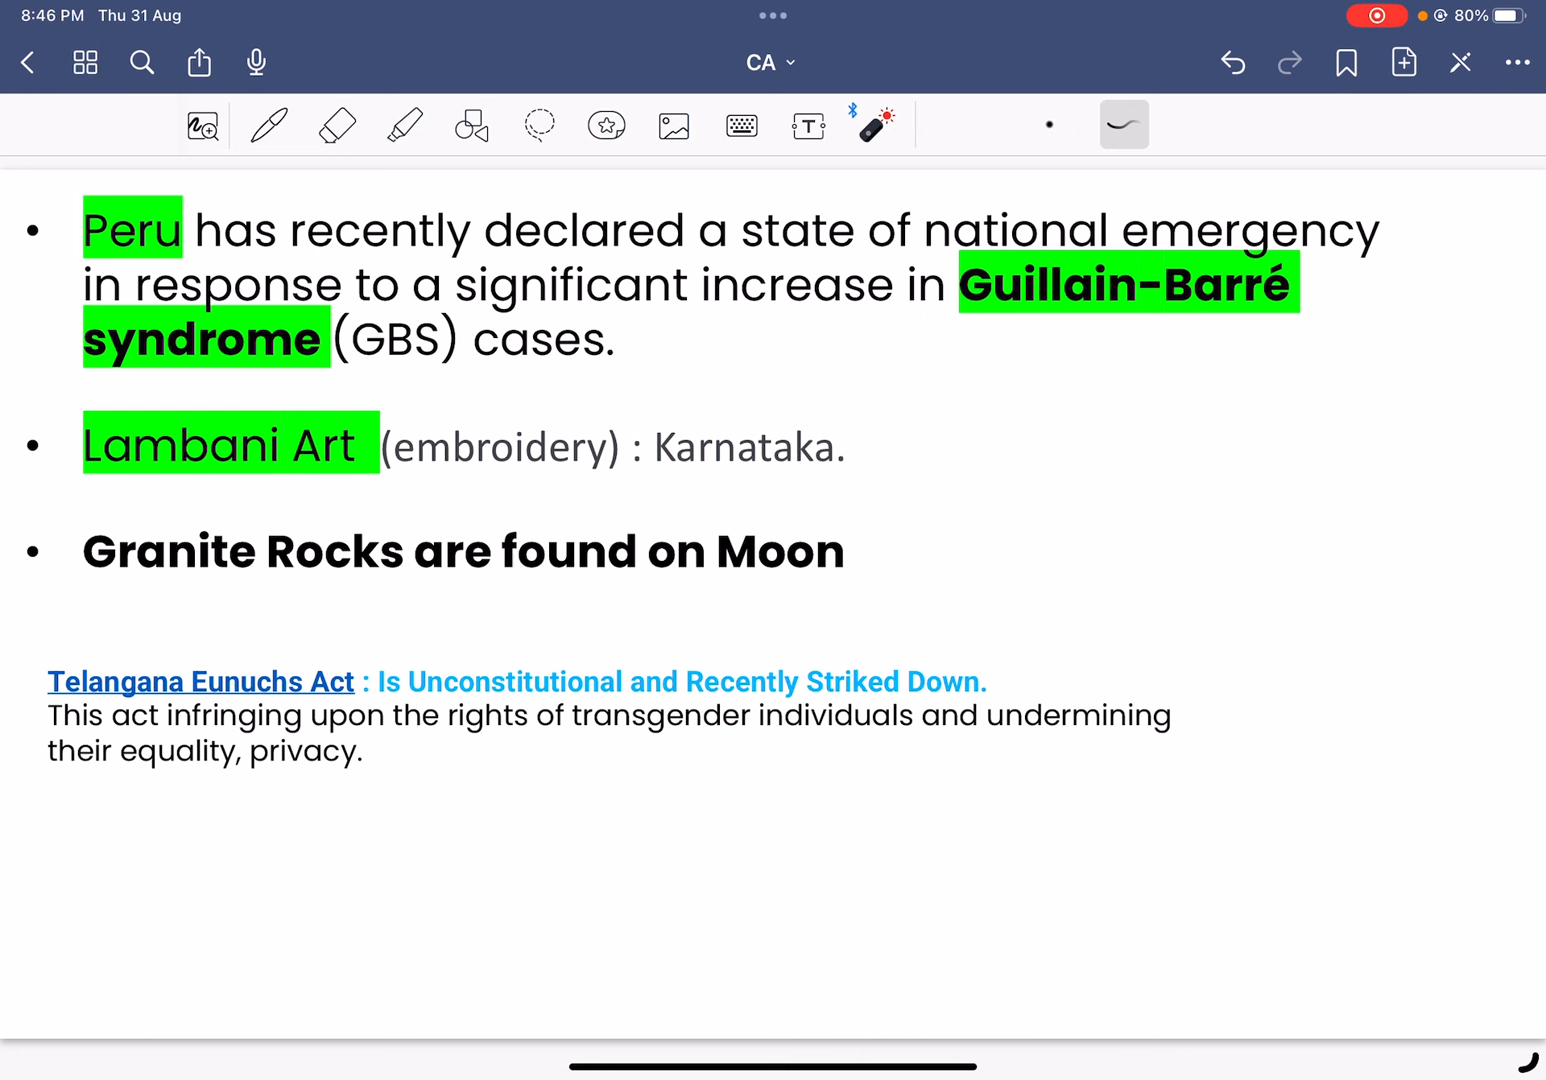 8:46 PM Thu 31 Aug
80%
CA
T
• Peru has recently declared a state of national emergency
in response to a significant increase in Guillain-Barré
syndrome (GBS) cases.
• Lambani Art (embroidery) : Karnataka.
• Granite Rocks are found on Moon
Telangana Eunuchs Act : Is Unconstitutional and Recently Striked Down.
This act infringing upon the rights of transgender individuals and undermining
their equality, privacy.